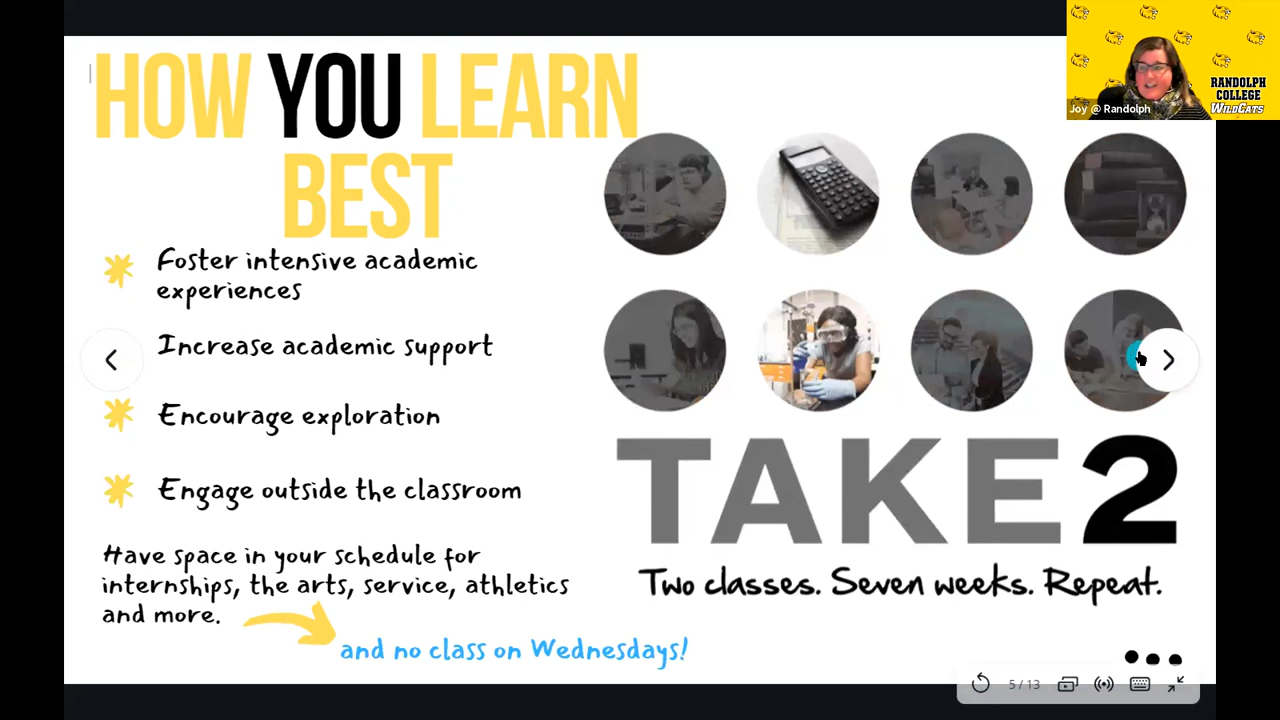 HOW YOU LEARN
BEST
Foster intensive academic
experiences
Increase academic support
Encourage exploration
Engage outside the classroom
Have space in your schedule for
internships, the arts, service, athletics
and more.
and no class on Wednesdays!
TAKE2
Two classes. Seven weeks. Repeat.
RANDOLPH
COLLEGE
WILDCATS
Joy @ Randolph
5 / 13